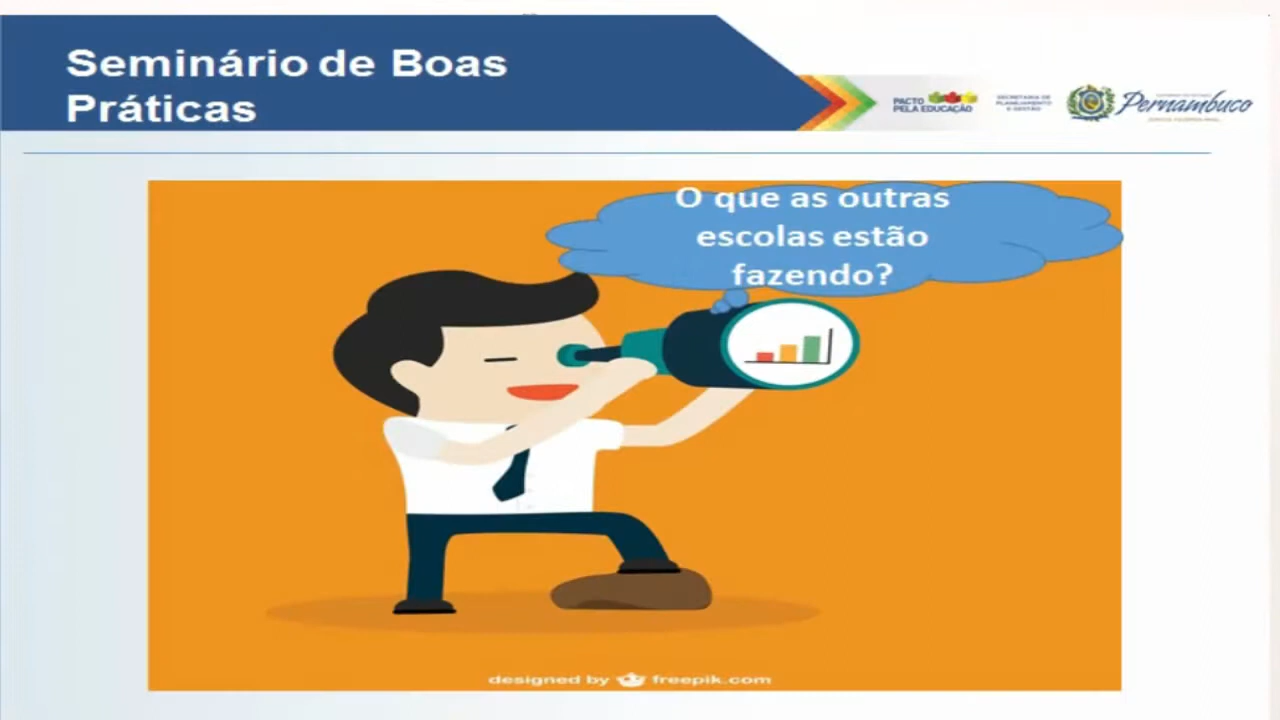 Seminário de Boas
Práticas
PACTO
PELA EDUCAÇÃO
SECRETARIA DE
PLANEJAMENTO
E GESTÃO
Pernambuco
O que as outras
escolas estão
fazendo?
designed by freepik.com